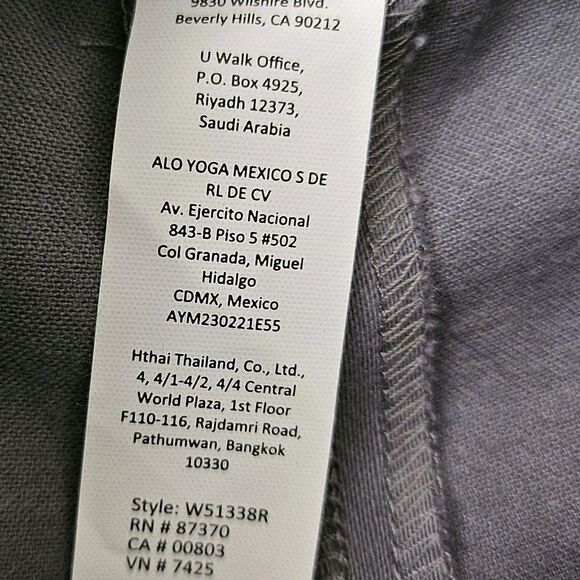 9830 Wilshire Blvd.
Beverly Hills, CA 90212
U Walk Office,
P.O. Box 4925,
Riyadh 12373,
Saudi Arabia
ALO YOGA MEXICO S DE
RL DE CV
Av. Ejercito Nacional
843-B Piso 5 #502
Col Granada, Miguel
Hidalgo
CDMX, Mexico
AYM230221E55
Hthai Thailand, Co., Ltd.,
4, 4/1-4/2, 4/4 Central
World Plaza, 1st Floor
F110-116, Rajdamri Road,
Pathumwan, Bangkok
10330
Style: W51338R
RN # 87370
CA # 00803
VN # 7425